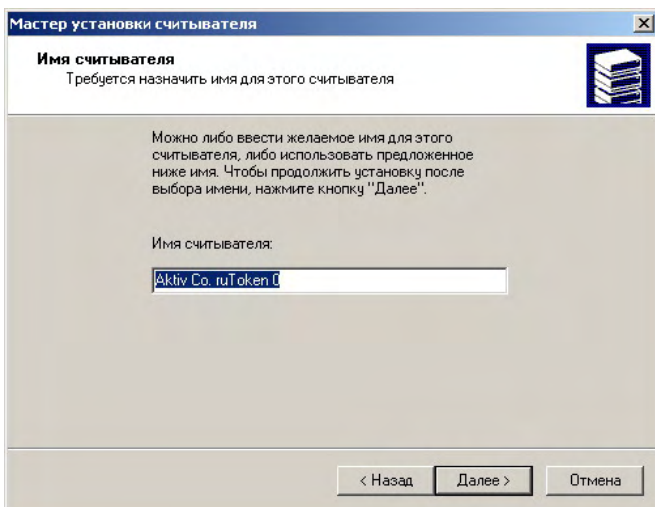 Мастер установки считывателя
Имя считывателя
Требуется назначить имя для этого считывателя
Можно либо ввести желаемое имя для этого
считывателя, либо использовать предложенное
ниже имя. Чтобы продолжить установку после
выбора имени, нажмите кнопку "Далее".
Имя считывателя:
Aktiv Co. ruToken 0
< Назад Далее > Отмена